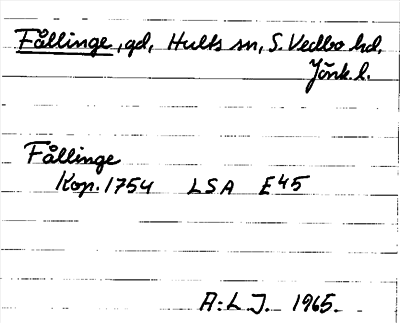 Fållinge, gd, Hults sn, S. Vedbo hd,
Jönk. l.
Fållinge
Kop. 1754 LSA E45
A:L.J. 1965.